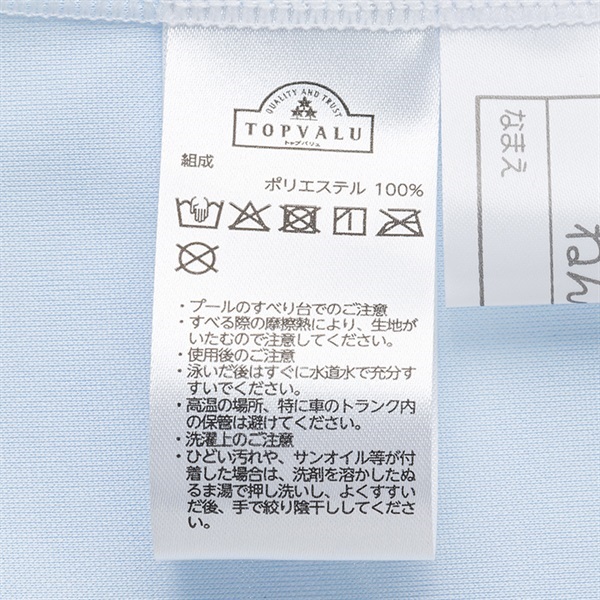 QUALITY AND TRUST
TOPVALU
トップバリュ
組成
ポリエステル 100%
・プールのすべり台でのご注意
・すべる際の摩擦熱により、生地が
いたむので注意してください。
・使用後のご注意
・泳いだ後はすぐに水道水で充分す
すいでください。
・高温の場所、特に車のトランク内
の保管は避けてください。
・洗濯上のご注意
・ひどい汚れや、サンオイル等が付
着した場合は、洗剤を溶かしたぬ
るま湯で押し洗いし、よくすすい
だ後、手で絞り陰干ししてくださ
い。
なまえ
ねん